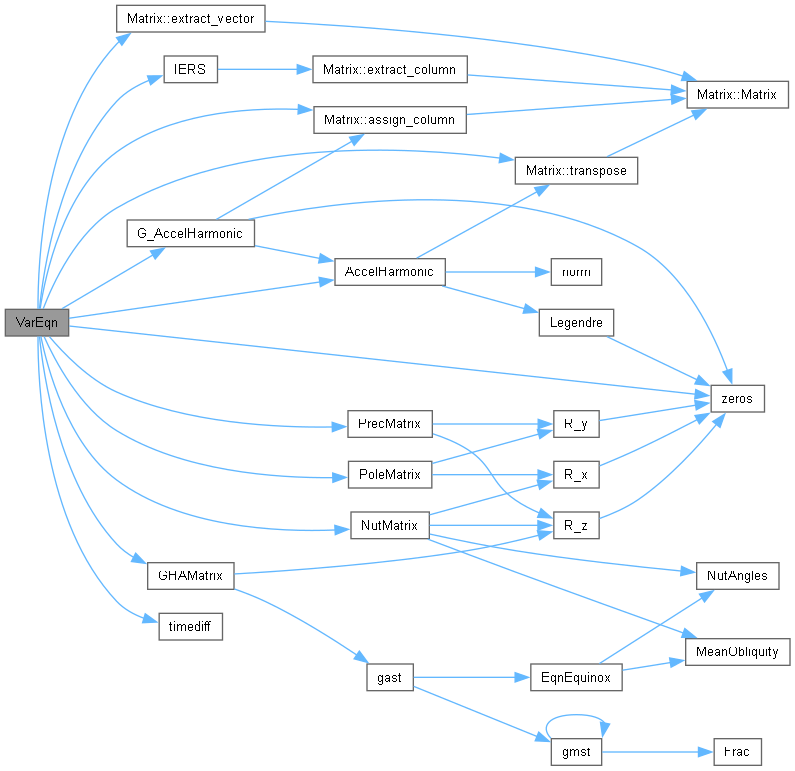 Matrix::extract_vector
IERS
Matrix::extract_column
Matrix::Matrix
Matrix::assign_column
Matrix::transpose
G_AccelHarmonic
AccelHarmonic
norm
VarEqn
Legendre
zeros
PrecMatrix
R_y
PoleMatrix
R_x
NutMatrix
R_z
GHAMatrix
NutAngles
timediff
MeanObliquity
gast
EqnEquinox
gmst
Frac